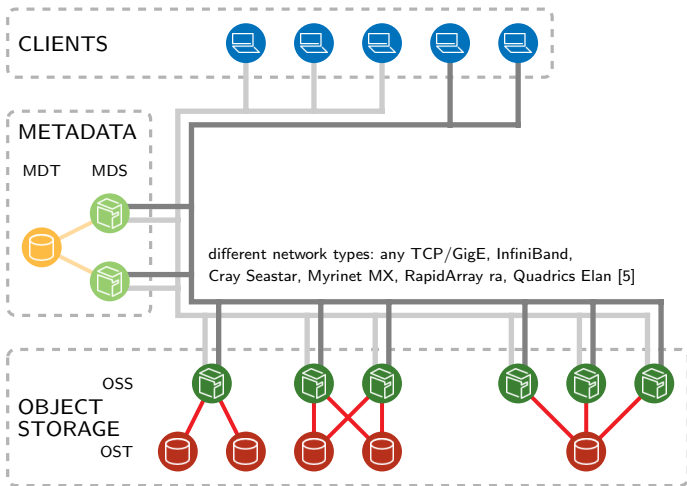 CLIENTS
METADATA
MDT
MDS
different network types: any TCP/GigE, InfiniBand,
Cray Seastar, Myrinet MX, RapidArray ra, Quadrics Elan [5]
OSS
OBJECT
STORAGE
OST